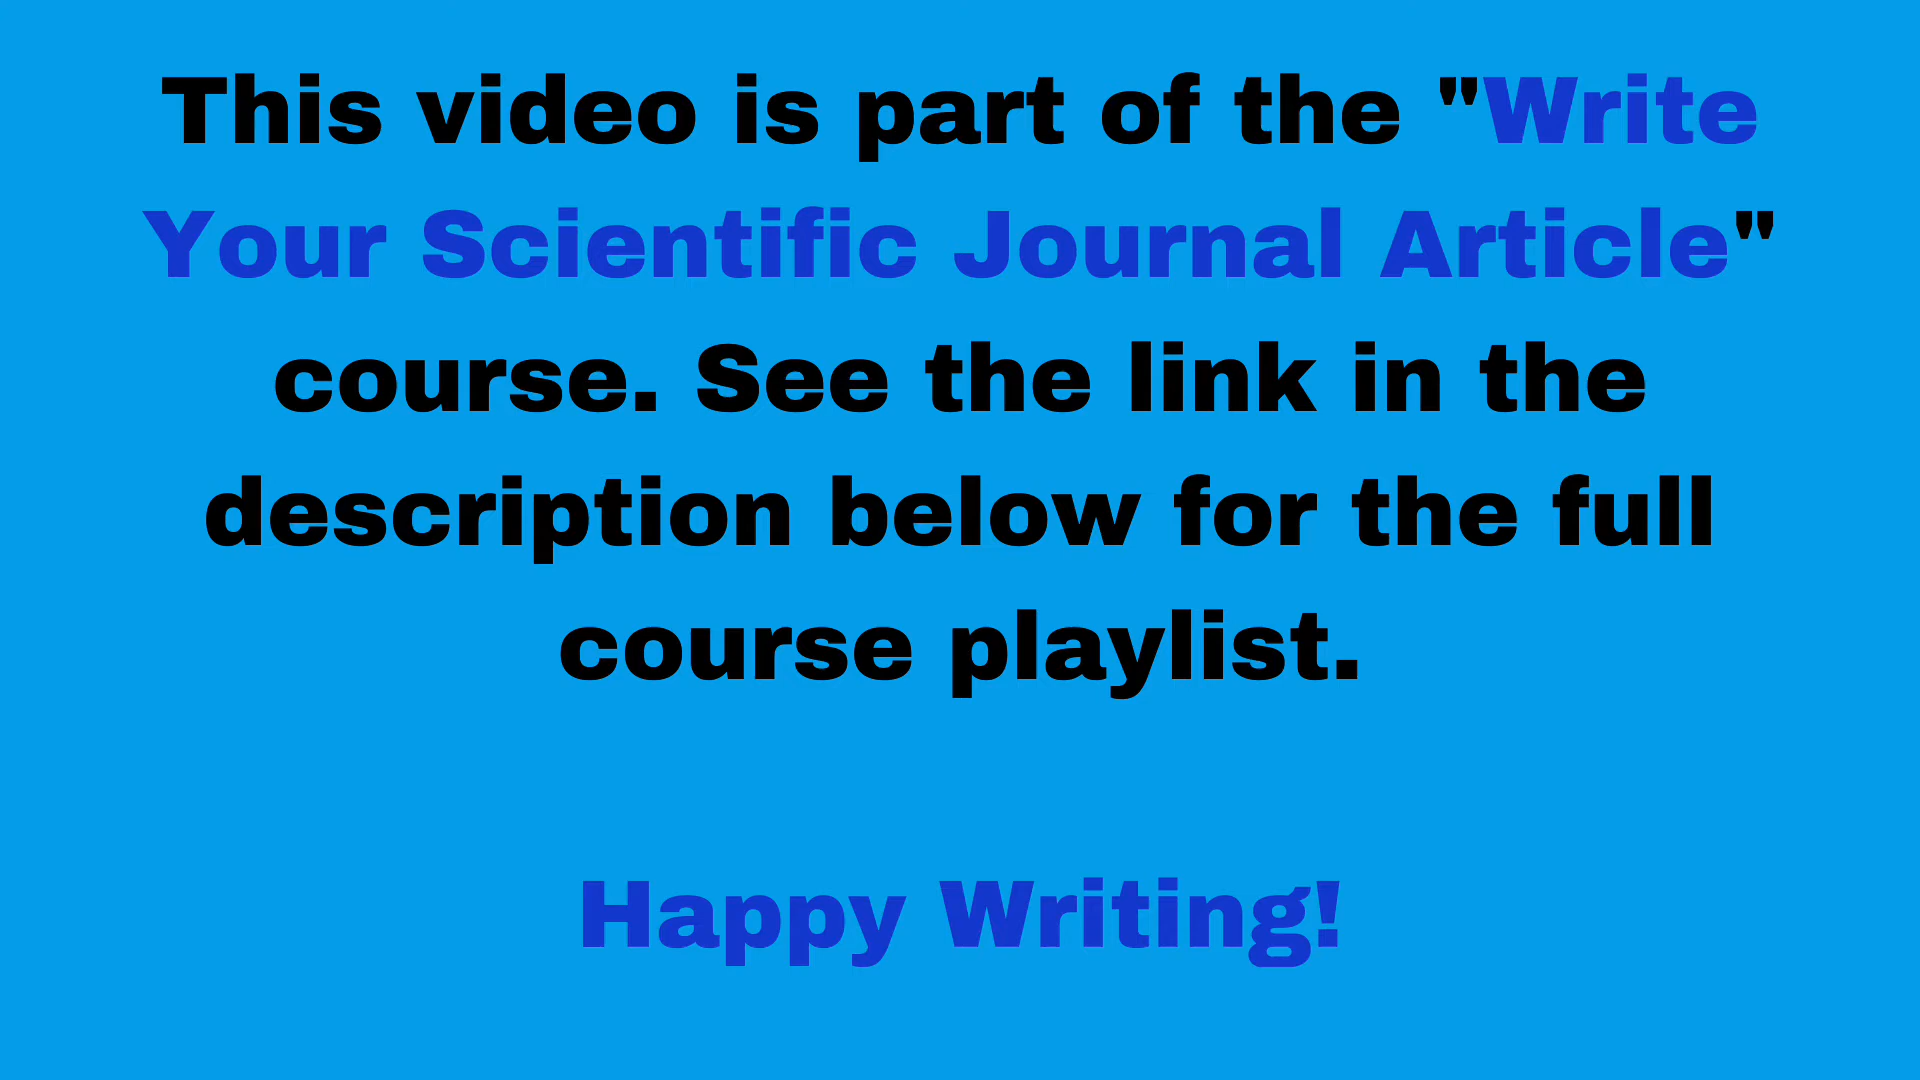 This video is part of the "Write
Your Scientific Journal Article"
course. See the link in the
description below for the full
course playlist.
Happy Writing!